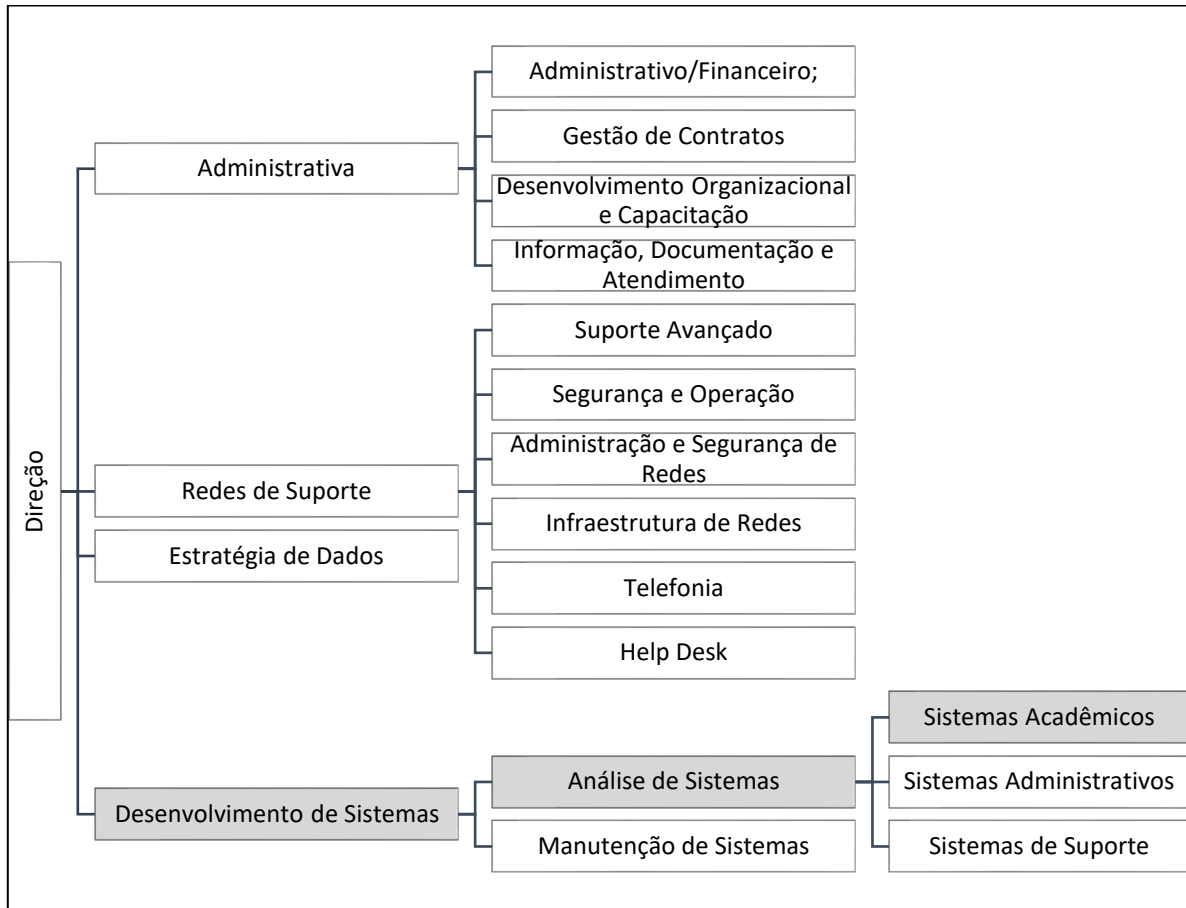 Direção
Administrativa
Administrativo/Financeiro;
Gestão de Contratos
Desenvolvimento Organizacional
e Capacitação
Informação, Documentação e
Atendimento
Redes de Suporte
Suporte Avançado
Segurança e Operação
Administração e Segurança de
Redes
Infraestrutura de Redes
Telefonia
Help Desk
Estratégia de Dados
Desenvolvimento de Sistemas
Análise de Sistemas
Sistemas Acadêmicos
Sistemas Administrativos
Sistemas de Suporte
Manutenção de Sistemas